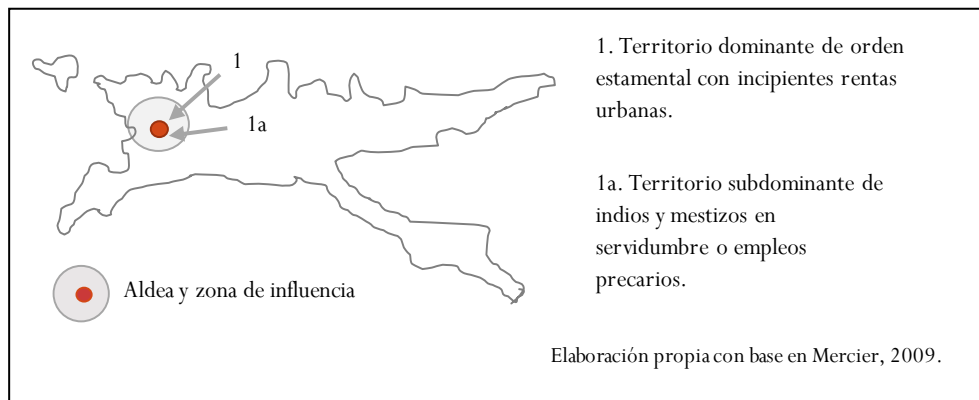 1
1a
Aldea y zona de influencia
1. Territorio dominante de orden
estamental con incipientes rentas
urbanas.
1a. Territorio subdominante de
indios y mestizos en
servidumbre o empleos
precarios.
Elaboración propia con base en Mercier, 2009.